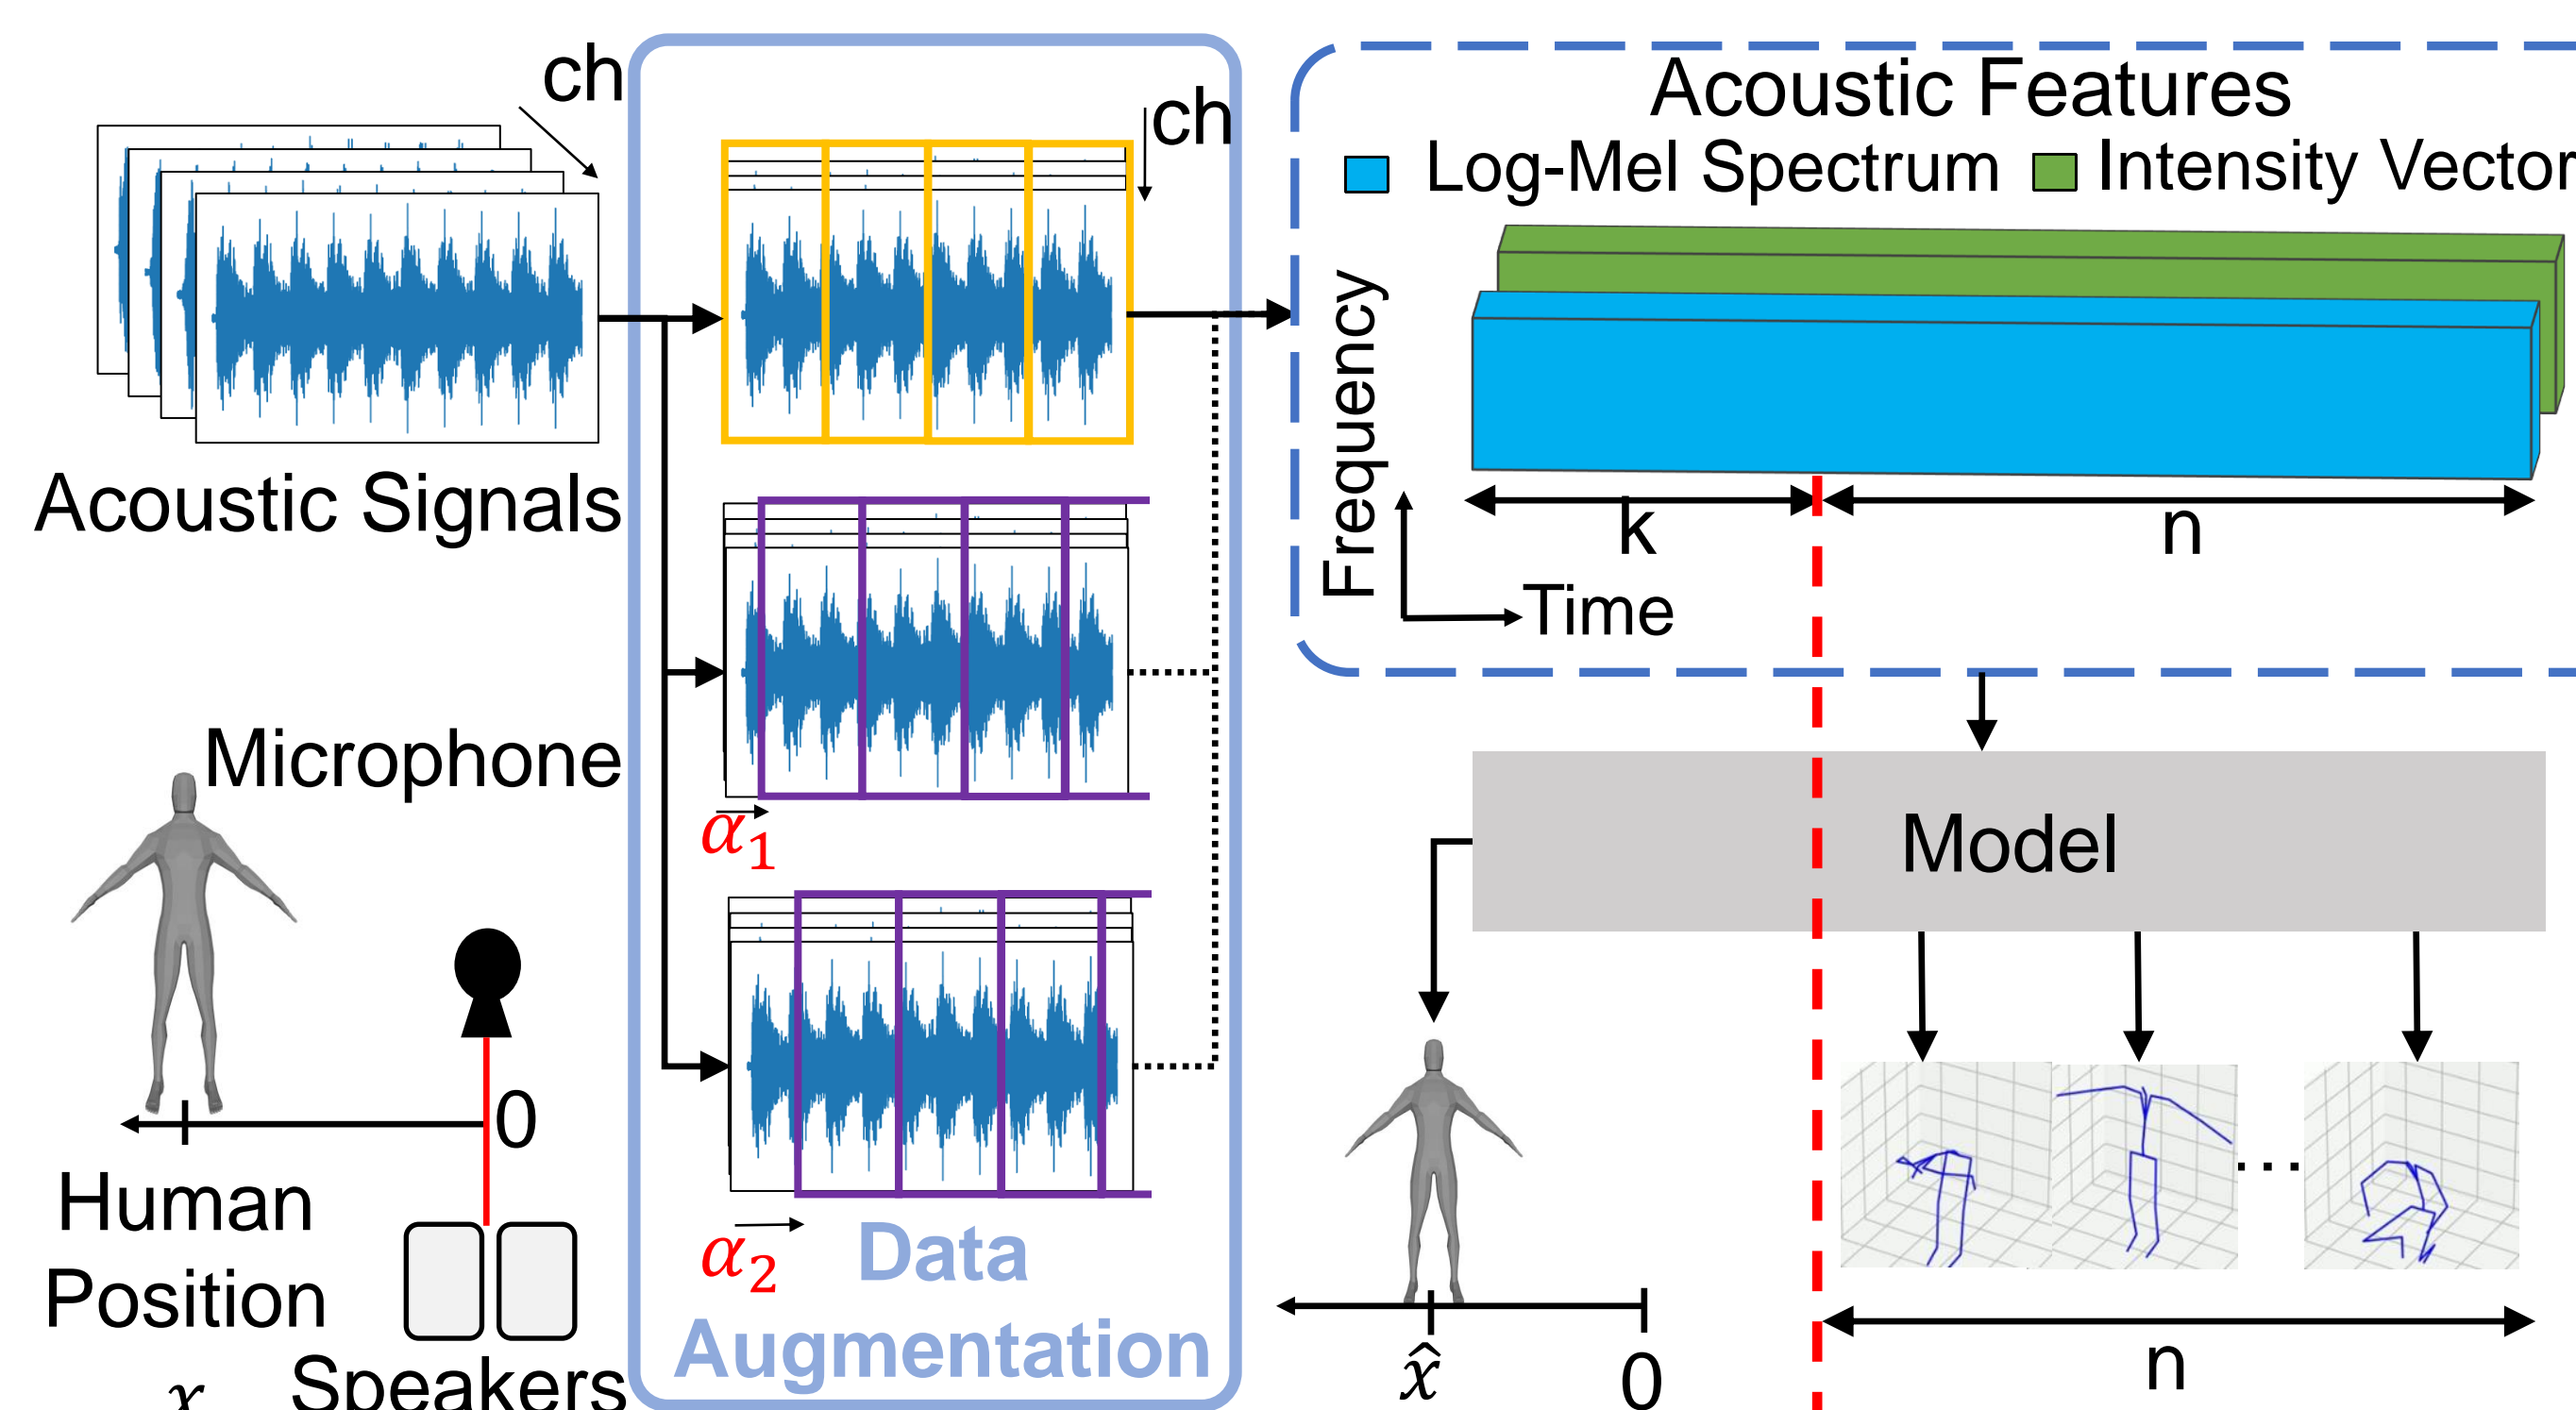 ch
Acoustic Signals
Microphone
0
Human
Position
x
Speakers
ch
α1
α2
Data
Augmentation
Acoustic Features
Log-Mel Spectrum
Intensity Vector
Frequency
Time
k
n
Model
x̂
0
...
n